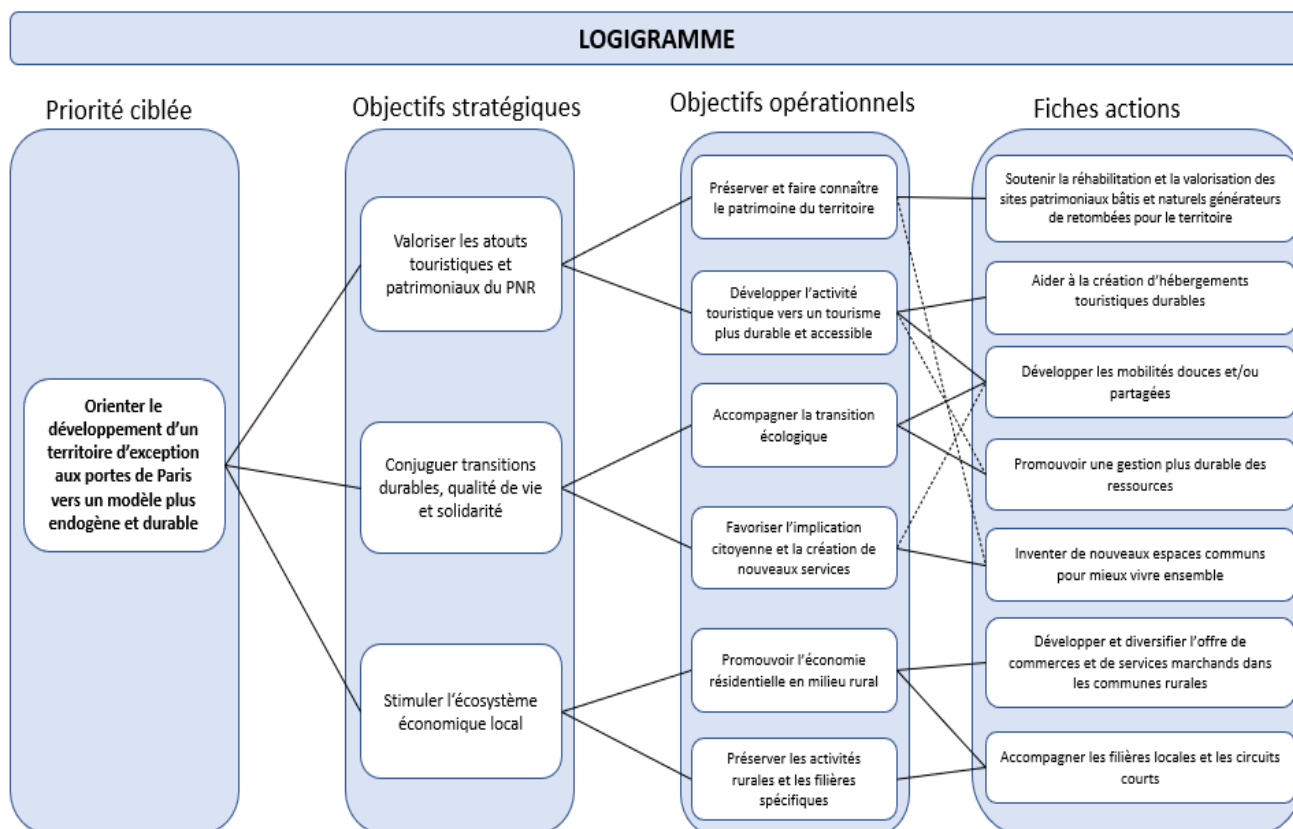 LOGIGRAMME
Priorité ciblée
Objectifs stratégiques
Objectifs opérationnels
Fiches actions
Orienter le
développement d’un
territoire d’exception
aux portes de Paris
vers un modèle plus
endogène et durable
Valoriser les atouts
touristiques et
patrimoniaux du PNR
Conjuguer transitions
durables, qualité de vie
et solidarité
Stimuler l’écosystème
économique local
Préserver et faire connaître
le patrimoine du territoire
Développer l’activité
touristique vers un tourisme
plus durable et accessible
Accompagner la transition
écologique
Favoriser l’implication
citoyenne et la création de
nouveaux services
Promouvoir l’économie
résidentielle en milieu rural
Préserver les activités
rurales et les filières
spécifiques
Soutenir la réhabilitation et la valorisation des
sites patrimoniaux bâtis et naturels générateurs
de retombées pour le territoire
Aider à la création d’hébergements
touristiques durables
Développer les mobilités douces et/ou
partagées
Promouvoir une gestion plus durable des
ressources
Inventer de nouveaux espaces communs
pour mieux vivre ensemble
Développer et diversifier l’offre de
commerces et de services marchands dans
les communes rurales
Accompagner les filières locales et les circuits
courts